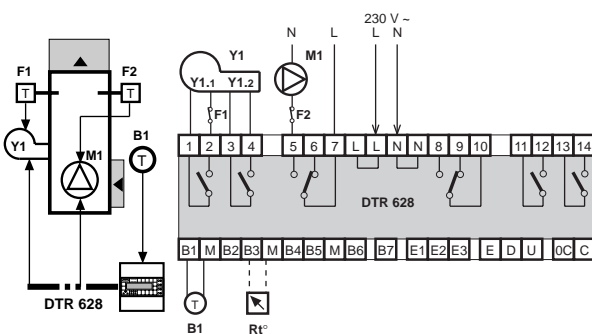 F1
F2
T
T
B1
Y1
M1
T
DTR 628
230 V ~
N
L
L
N
Y1
M1
Y1.1
Y1.2
F1
F2
1 2 3 4
5 6 7 L L N N 8 9 10
11 12 13 14
DTR 628
B1 M B2 B3 M B4 B5 M B6
B7
E1 E2 E3
E D U
0C C
T
B1
Rt°